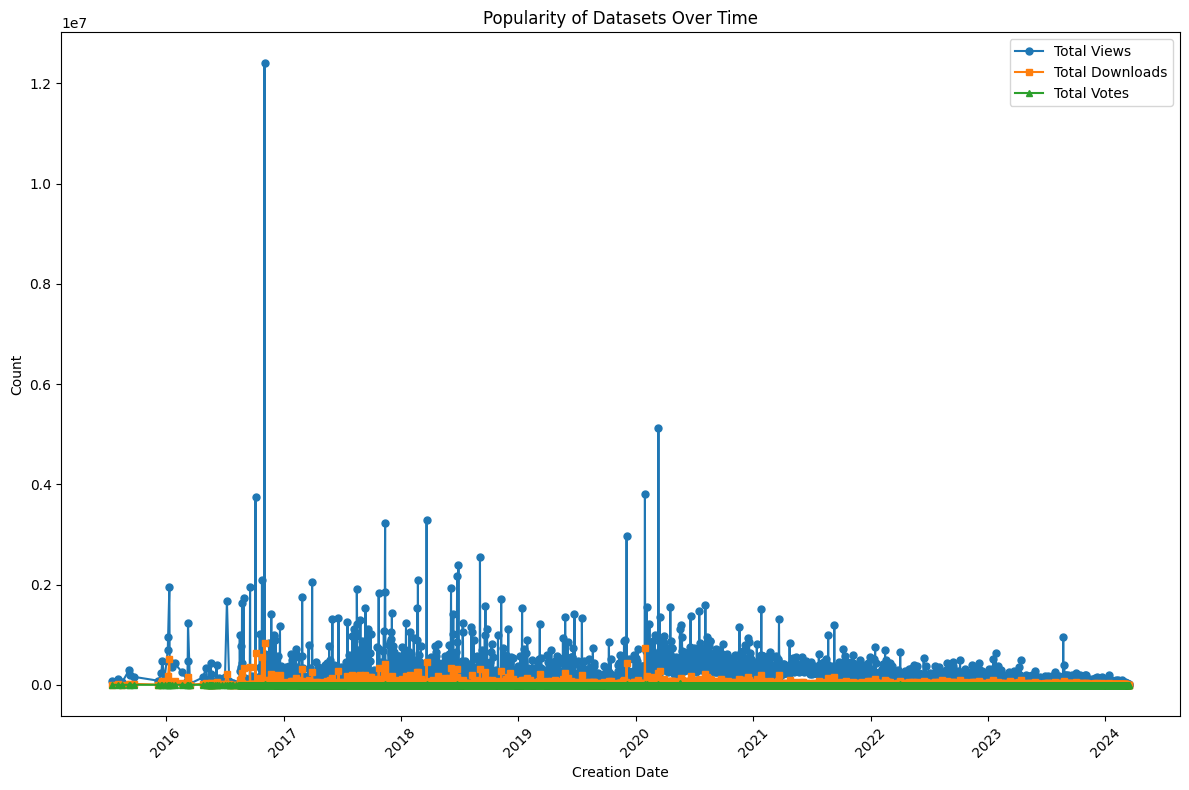 Popularity of Datasets Over Time
1e7
Total Views
Total Downloads
Total Votes
1.2
1.0
0.8
0.6
0.4
0.2
0.0
Count
2016
2017
2018
2019
2020
2021
2022
2023
2024
Creation Date